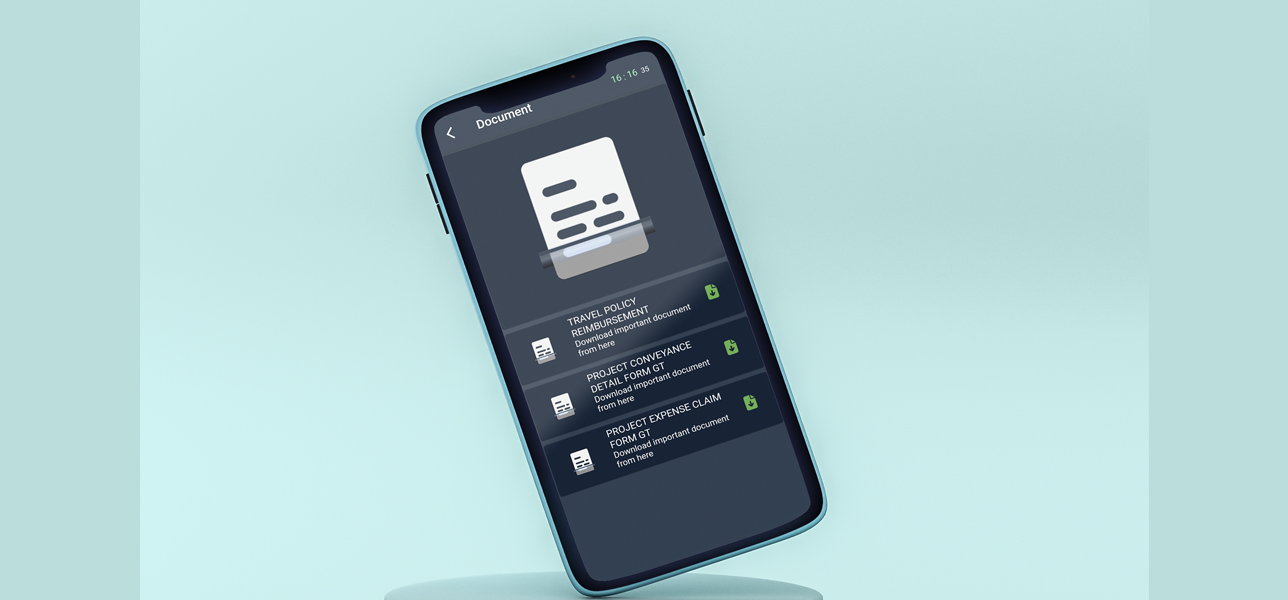 16:16 35
Document
TRAVEL POLICY
REIMBURSEMENT
Download important document
from here
PROJECT CONVEYANCE
DETAIL FORM GT
Download important document
from here
PROJECT EXPENSE CLAIM
FORM GT
Download important document
from here